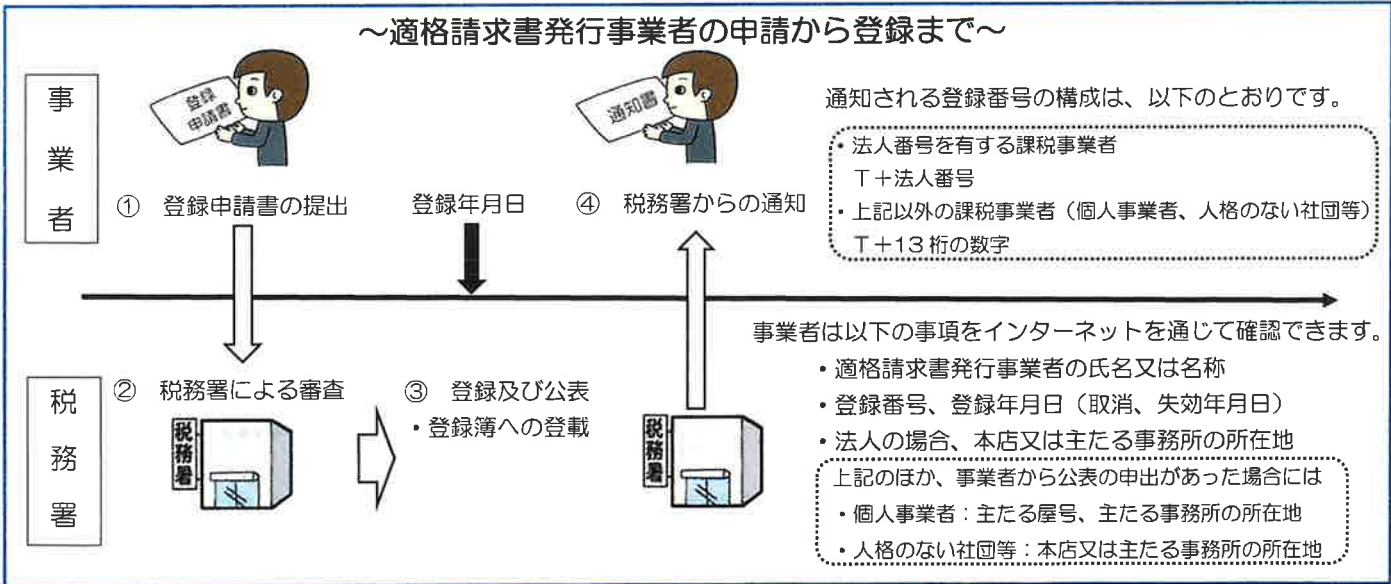 ～適格請求書発行事業者の申請から登録まで～
事業者
登録
申請書
通知書
① 登録申請書の提出
登録年月日
④ 税務署からの通知
通知される登録番号の構成は、以下のとおりです。
・法人番号を有する課税事業者
T＋法人番号
・上記以外の課税事業者（個人事業者、人格のない社団等）
T＋13桁の数字
税務署
② 税務署による審査
税務署
③ 登録及び公表
・登録簿への登載
税務署
事業者は以下の事項をインターネットを通じて確認できます。
・適格請求書発行事業者の氏名又は名称
・登録番号、登録年月日（取消、失効年月日）
・法人の場合、本店又は主たる事務所の所在地
上記のほか、事業者から公表の申出があった場合には
・個人事業者：主たる屋号、主たる事務所の所在地
・人格のない社団等：本店又は主たる事務所の所在地